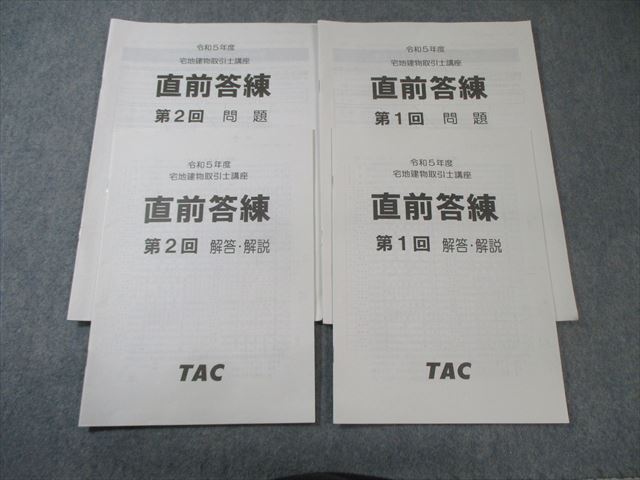 令和5年度
宅地建物取引士講座
直前答練
第2回 問題
令和5年度
宅地建物取引士講座
直前答練
第1回 問題
令和5年度
宅地建物取引士講座
直前答練
第2回 解答・解説
TAC
令和5年度
宅地建物取引士講座
直前答練
第1回 解答・解説
TAC